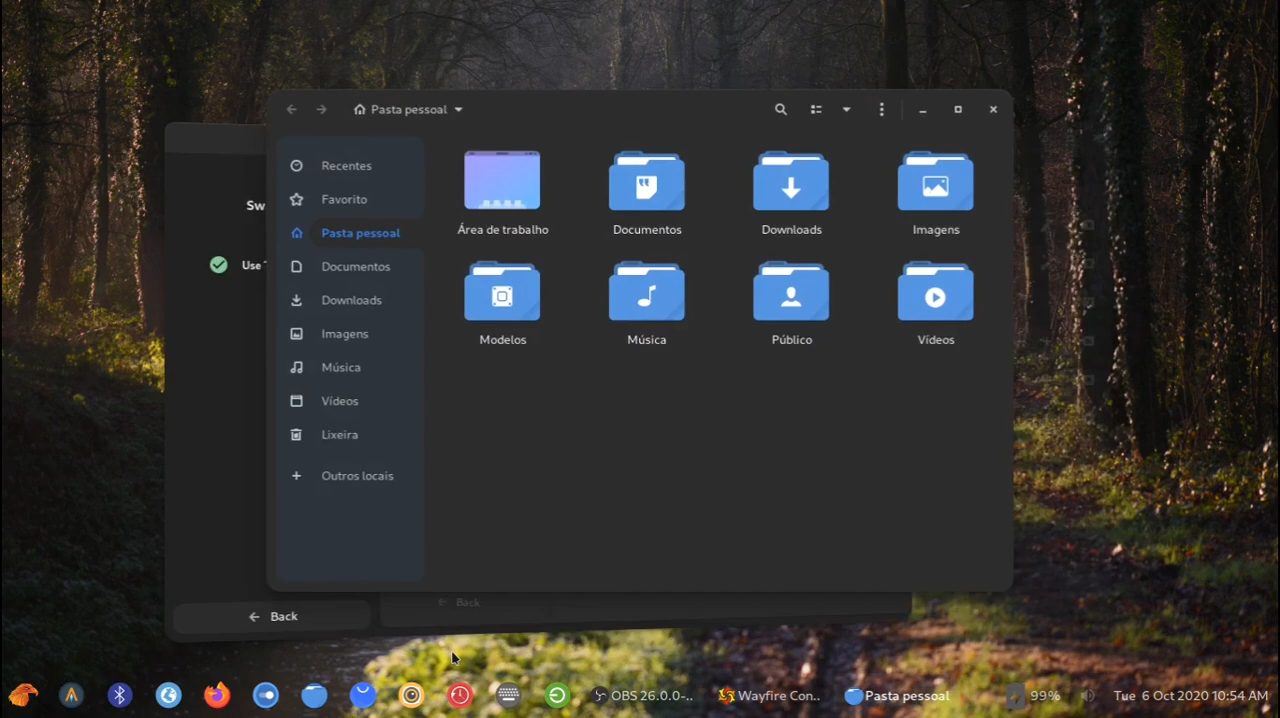 Pasta pessoal
Recentes
Favorito
Pasta pessoal
Documentos
Downloads
Imagens
Música
Vídeos
Lixeira
Outros locais
Área de trabalho
Documentos
Downloads
Imagens
Modelos
Música
Público
Vídeos
Sw
Use
Back
Back
OBS 26.0.0-..
Wayfire Con..
Pasta pessoal
99%
Tue 6 Oct 2020 10:54 AM